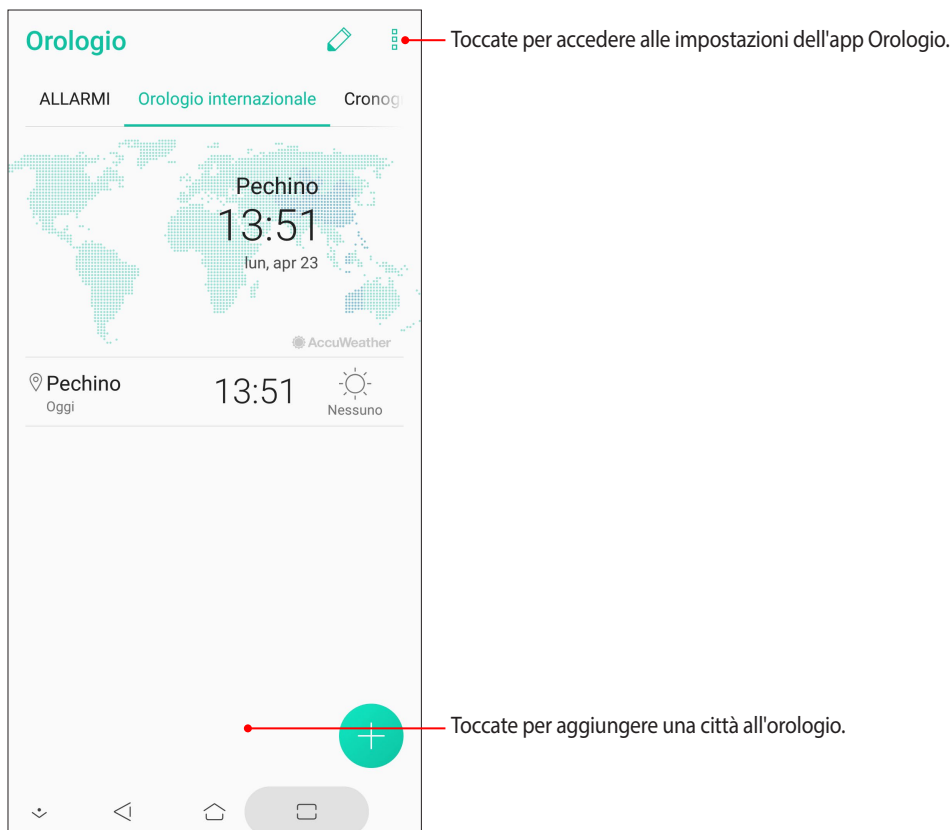 Orologio
Toccate per accedere alle impostazioni dell'app Orologio.
ALLARMI Orologio internazionale Cronog
Pechino
13:51
lun, apr 23
AccuWeather
Pechino 13:51
Oggi Nessuno
Toccate per aggiungere una città all'orologio.